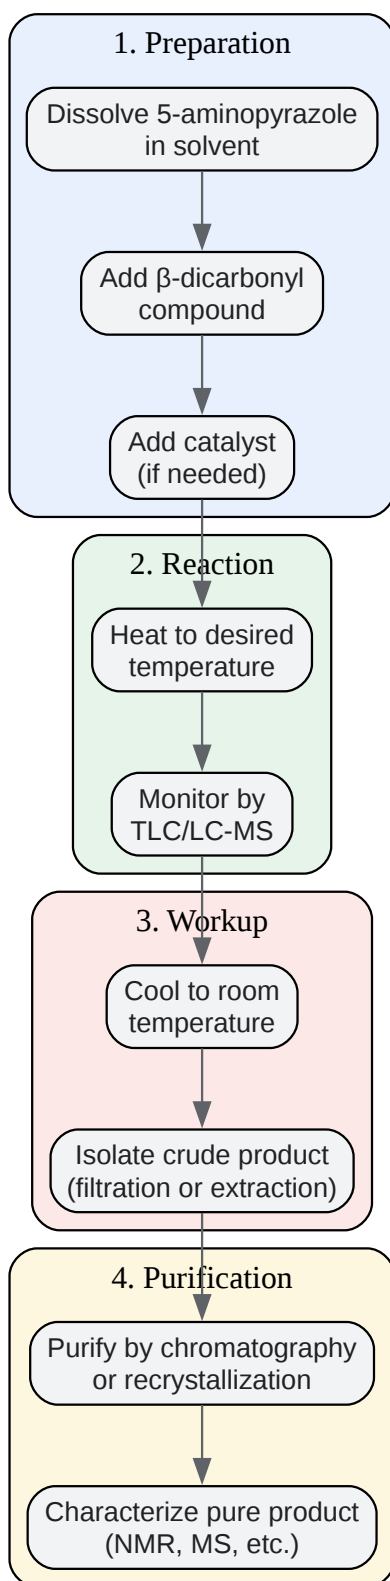 1. Preparation
Dissolve 5-aminopyrazole
in solvent
Add β-dicarbonyl
compound
Add catalyst
(if needed)
2. Reaction
Heat to desired
temperature
Monitor by
TLC/LC-MS
3. Workup
Cool to room
temperature
Isolate crude product
(filtration or extraction)
4. Purification
Purify by chromatography
or recrystallization
Characterize pure product
(NMR, MS, etc.)